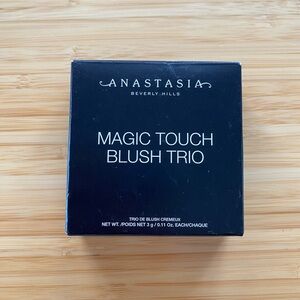 ANASTASIA
BEVERLY HILLS
MAGIC TOUCH
BLUSH TRIO
TRIO DE BLUSH CREMEUX
NET WT. /POIDS NET 3 g / 0.11 Oz. EACH/CHAQUE